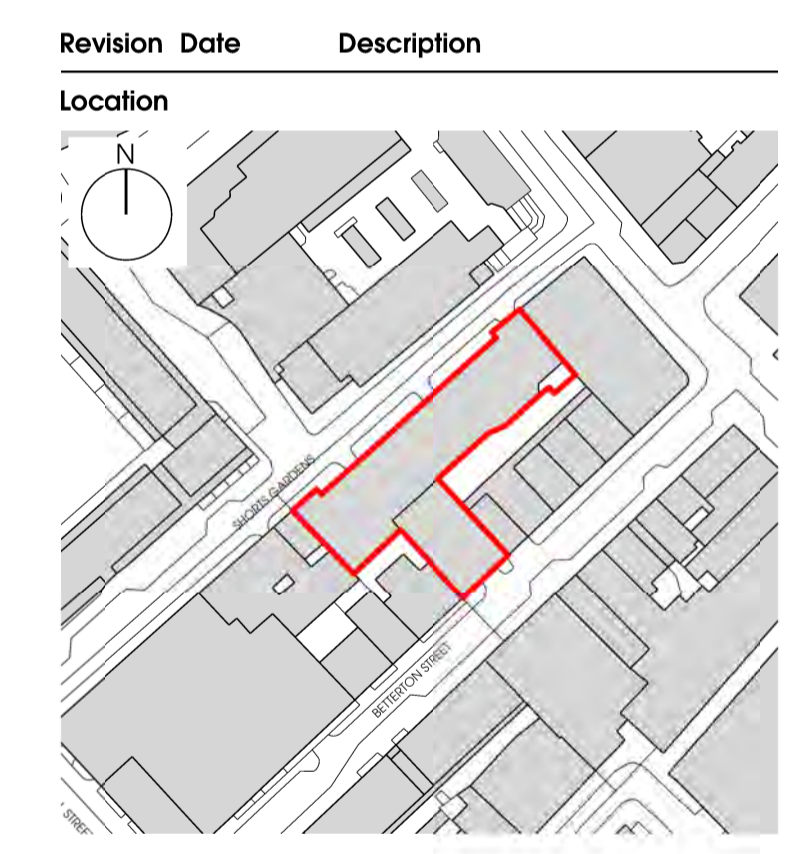 Revision Date Description
Location
N
SHORTS GARDENS
BETTERTON STREET